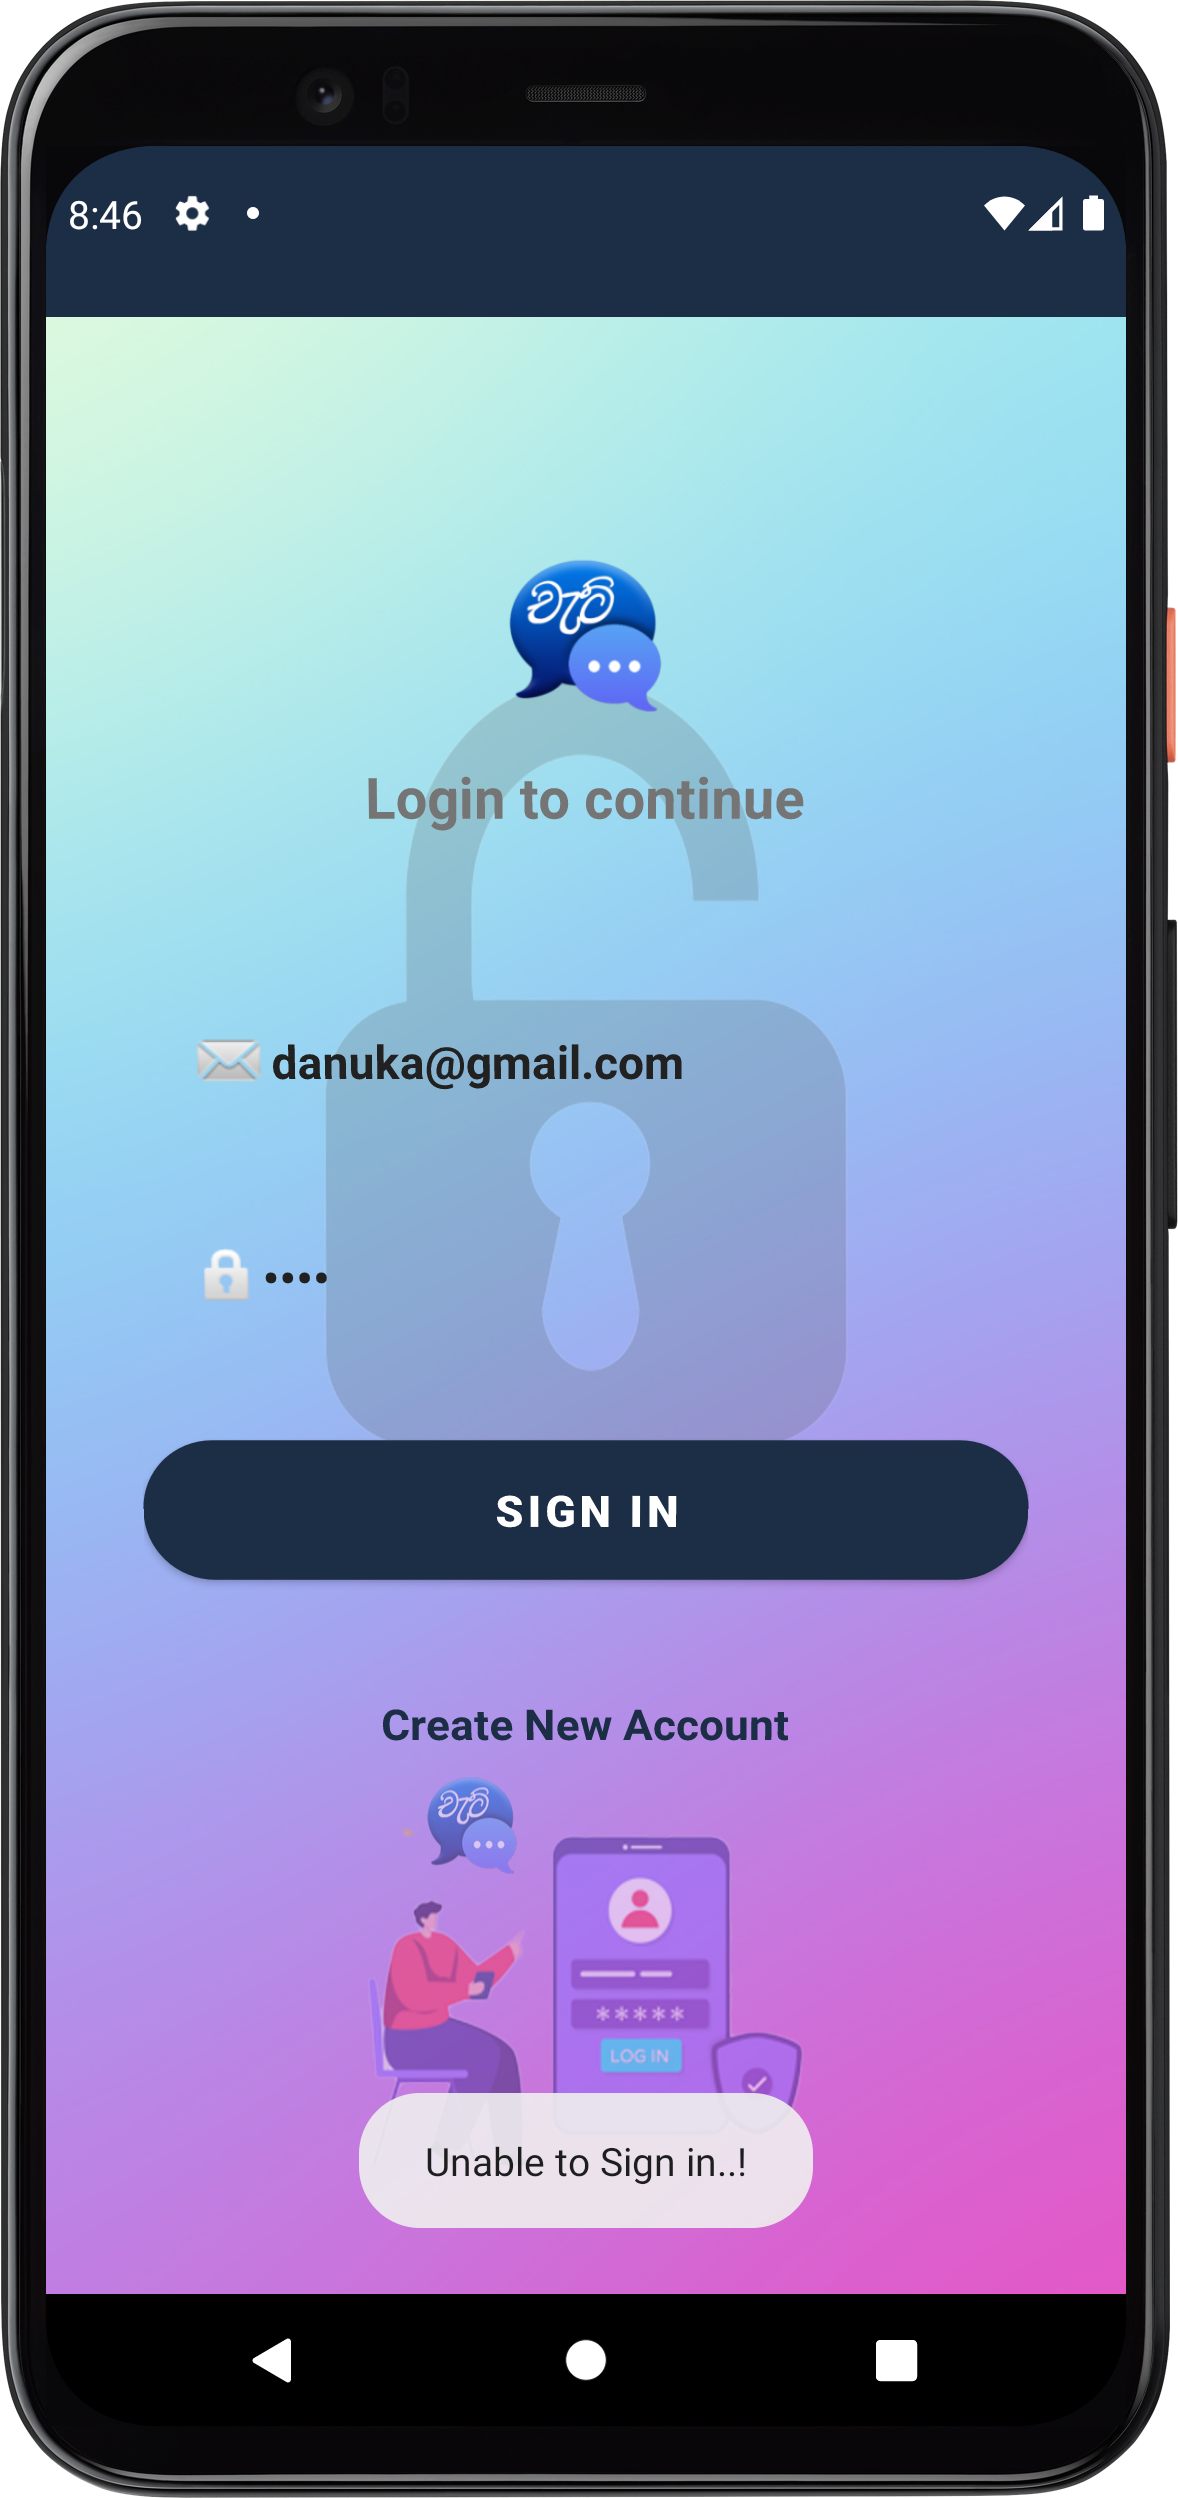 8:46
චැට්
Login to continue
danuka@gmail.com
••••
SIGN IN
Create New Account
චැට්
*****
LOG IN
Unable to Sign in..!